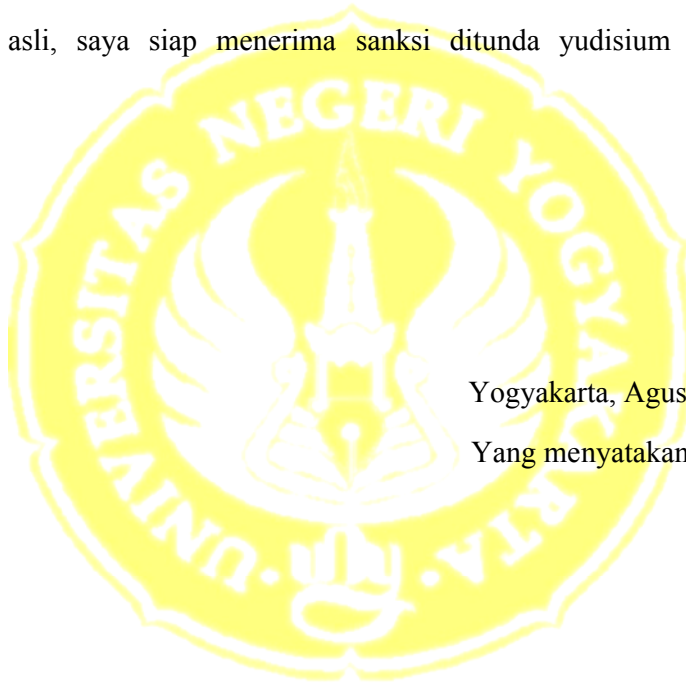 asli, saya siap menerima sanksi ditunda yudisium
UNIVERSITAS NEGERI YOGYAKARTA
Yogyakarta, Agus
Yang menyatakan